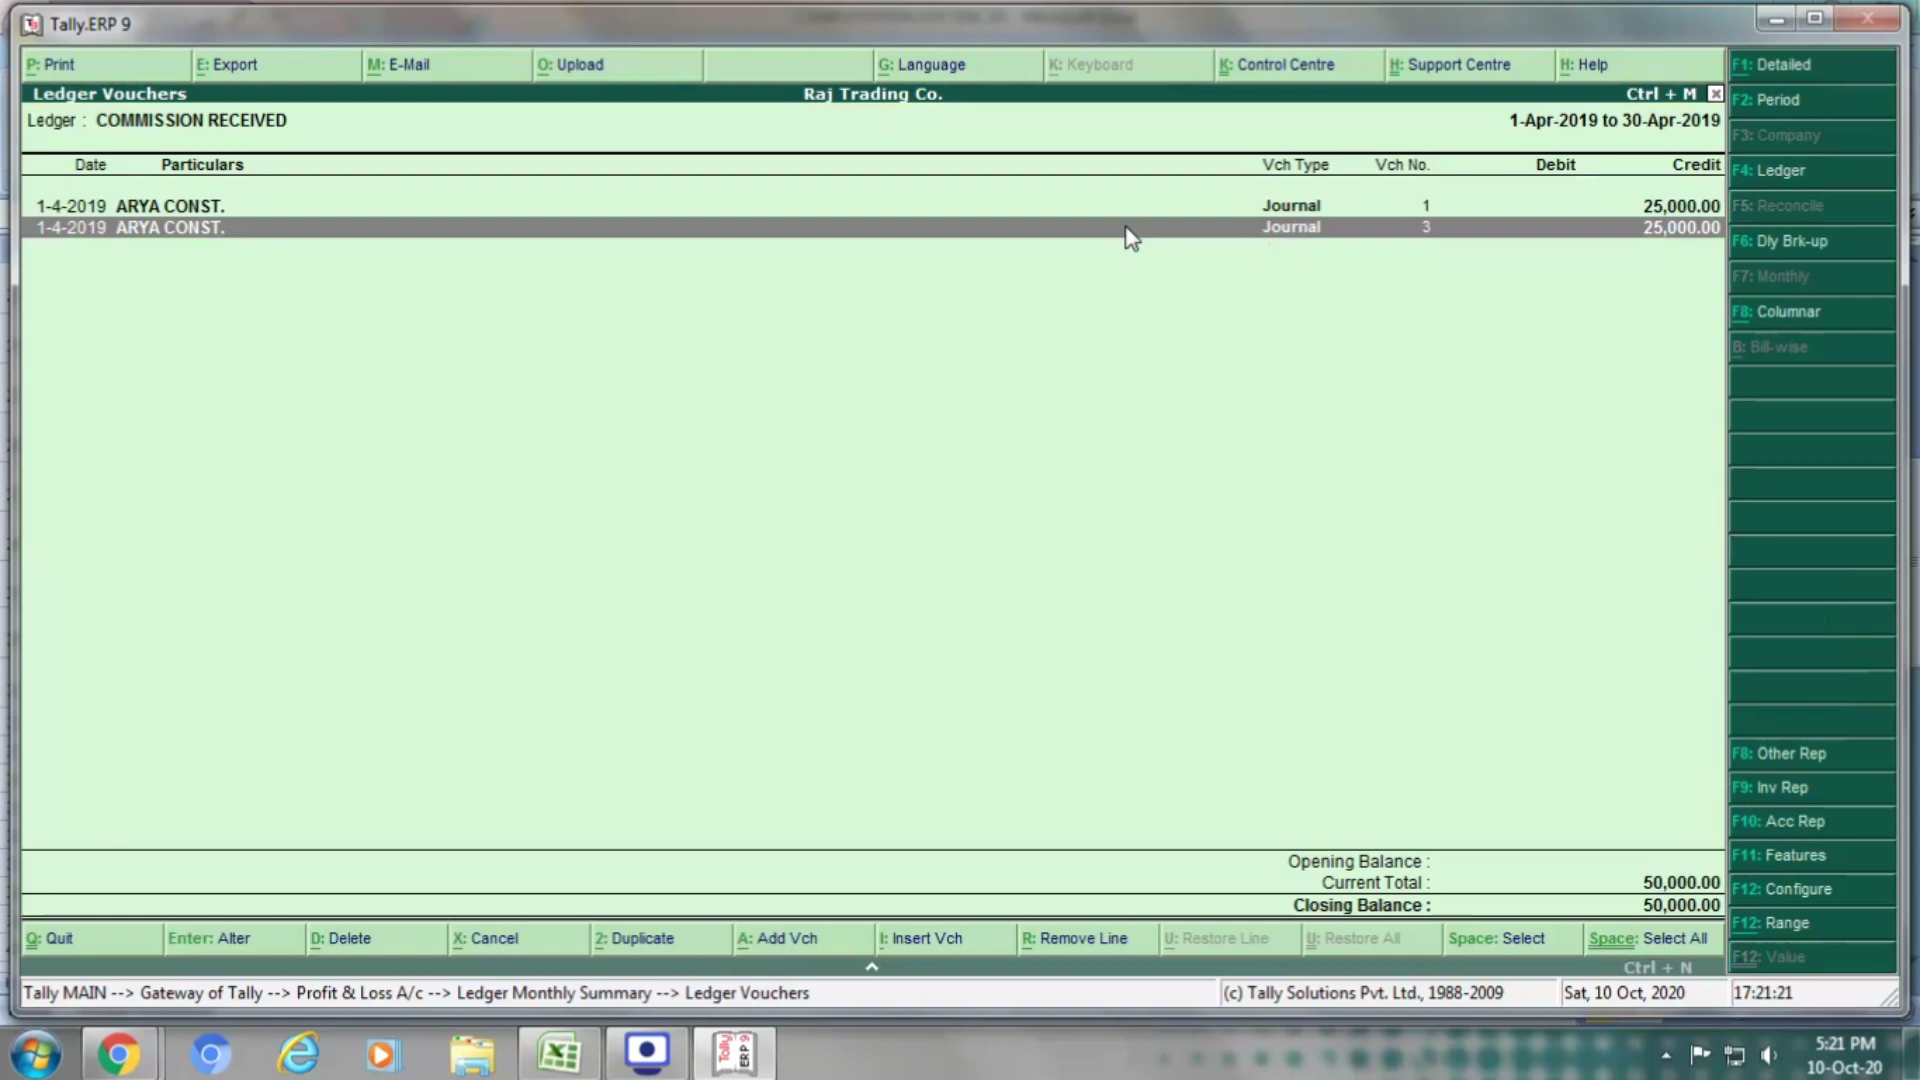 Tally.ERP 9
P: Print E: Export M: E-Mail O: Upload G: Language K: Keyboard K: Control Centre H: Support Centre H: Help
Ledger Vouchers Raj Trading Co. Ctrl + M
Ledger : COMMISSION RECEIVED 1-Apr-2019 to 30-Apr-2019
Date Particulars Vch Type Vch No. Debit Credit
1-4-2019 ARYA CONST. Journal 1 25,000.00
1-4-2019 ARYA CONST. Journal 3 25,000.00
Opening Balance :
Current Total : 50,000.00
Closing Balance : 50,000.00
F1: Detailed
F2: Period
F3: Company
F4: Ledger
F5: Reconcile
F6: Dly Brk-up
F7: Monthly
F8: Columnar
B: Bill-wise
F8: Other Rep
F9: Inv Rep
F10: Acc Rep
F11: Features
F12: Configure
F12: Range
F12: Value
Q: Quit Enter: Alter D: Delete X: Cancel 2: Duplicate A: Add Vch I: Insert Vch R: Remove Line U: Restore Line U: Restore All Space: Select Space: Select All
Ctrl + N
Tally MAIN --> Gateway of Tally --> Profit & Loss A/c --> Ledger Monthly Summary --> Ledger Vouchers (c) Tally Solutions Pvt. Ltd., 1988-2009 Sat, 10 Oct, 2020 17:21:21
Tally ERP 9
5:21 PM
10-Oct-20